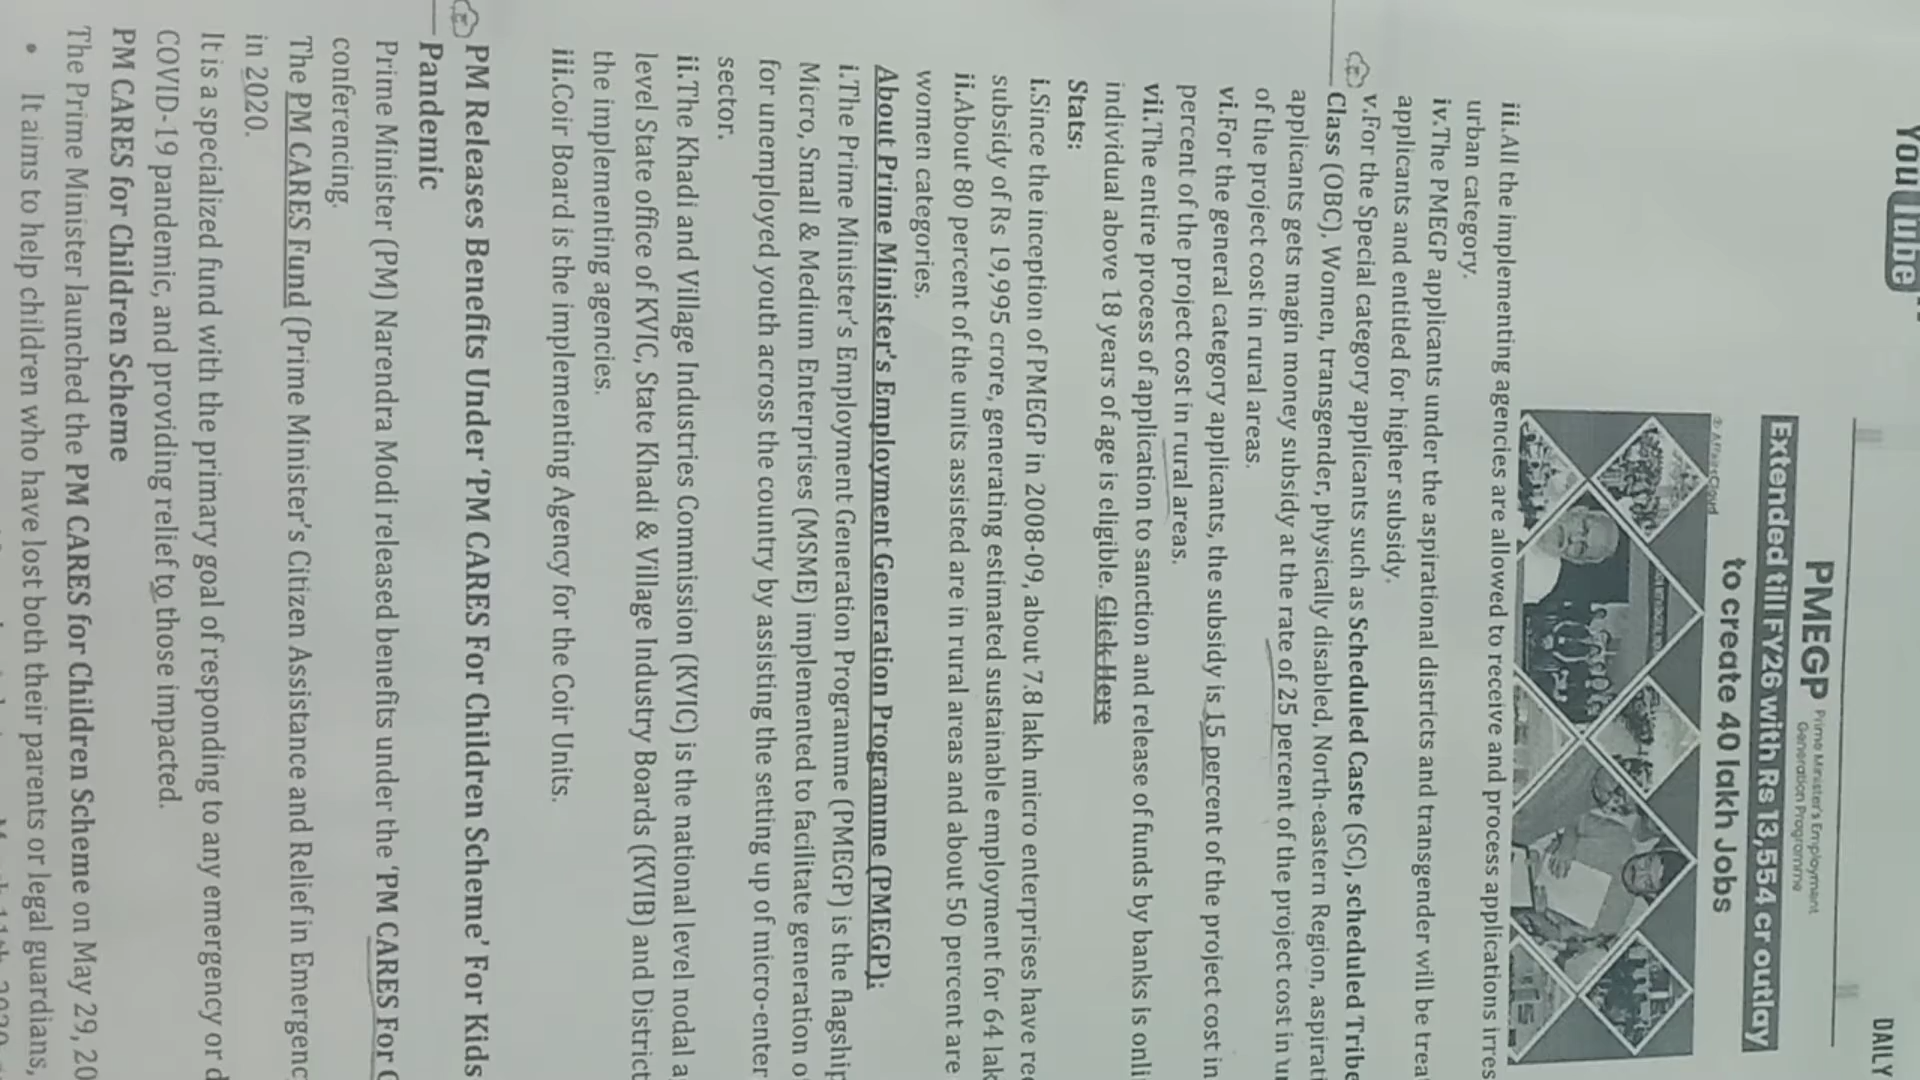 YouTube
DAILY
PMEGP Prime Minister's Employment
Generation Programme
Extended till FY26 with Rs 13,554 cr outlay
to create 40 lakh Jobs
© AffairsCloud
iii.All the implementing agencies are allowed to receive and process applications irres
urban category.
iv.The PMEGP applicants under the aspirational districts and transgender will be trea
applicants and entitled for higher subsidy.
v.For the Special category applicants such as Scheduled Caste (SC), scheduled Tribe
Class (OBC), Women, transgender, physically disabled, North-eastern Region, aspirati
applicants gets margin money subsidy at the rate of 25 percent of the project cost in u
of the project cost in rural areas.
vi.For the general category applicants, the subsidy is 15 percent of the project cost in
percent of the project cost in rural areas.
vii.The entire process of application to sanction and release of funds by banks is onli
individual above 18 years of age is eligible. Click Here
Stats:
i.Since the inception of PMEGP in 2008-09, about 7.8 lakh micro enterprises have re
subsidy of Rs 19,995 crore, generating estimated sustainable employment for 64 lak
ii.About 80 percent of the units assisted are in rural areas and about 50 percent are
women categories.
About Prime Minister's Employment Generation Programme (PMEGP):
i.The Prime Minister's Employment Generation Programme (PMEGP) is the flagship
Micro, Small & Medium Enterprises (MSME) implemented to facilitate generation o
for unemployed youth across the country by assisting the setting up of micro-enter
sector.
ii.The Khadi and Village Industries Commission (KVIC) is the national level nodal a
level State office of KVIC, State Khadi & Village Industry Boards (KVIB) and District
the implementing agencies.
iii.Coir Board is the implementing Agency for the Coir Units.
PM Releases Benefits Under 'PM CARES For Children Scheme' For Kids
Pandemic
Prime Minister (PM) Narendra Modi released benefits under the 'PM CARES For C
conferencing.
The PM CARES Fund (Prime Minister's Citizen Assistance and Relief in Emergenc
in 2020.
It is a specialized fund with the primary goal of responding to any emergency or d
COVID-19 pandemic, and providing relief to those impacted.
PM CARES for Children Scheme
The Prime Minister launched the PM CARES for Children Scheme on May 29, 20
• It aims to help children who have lost both their parents or legal guardians,